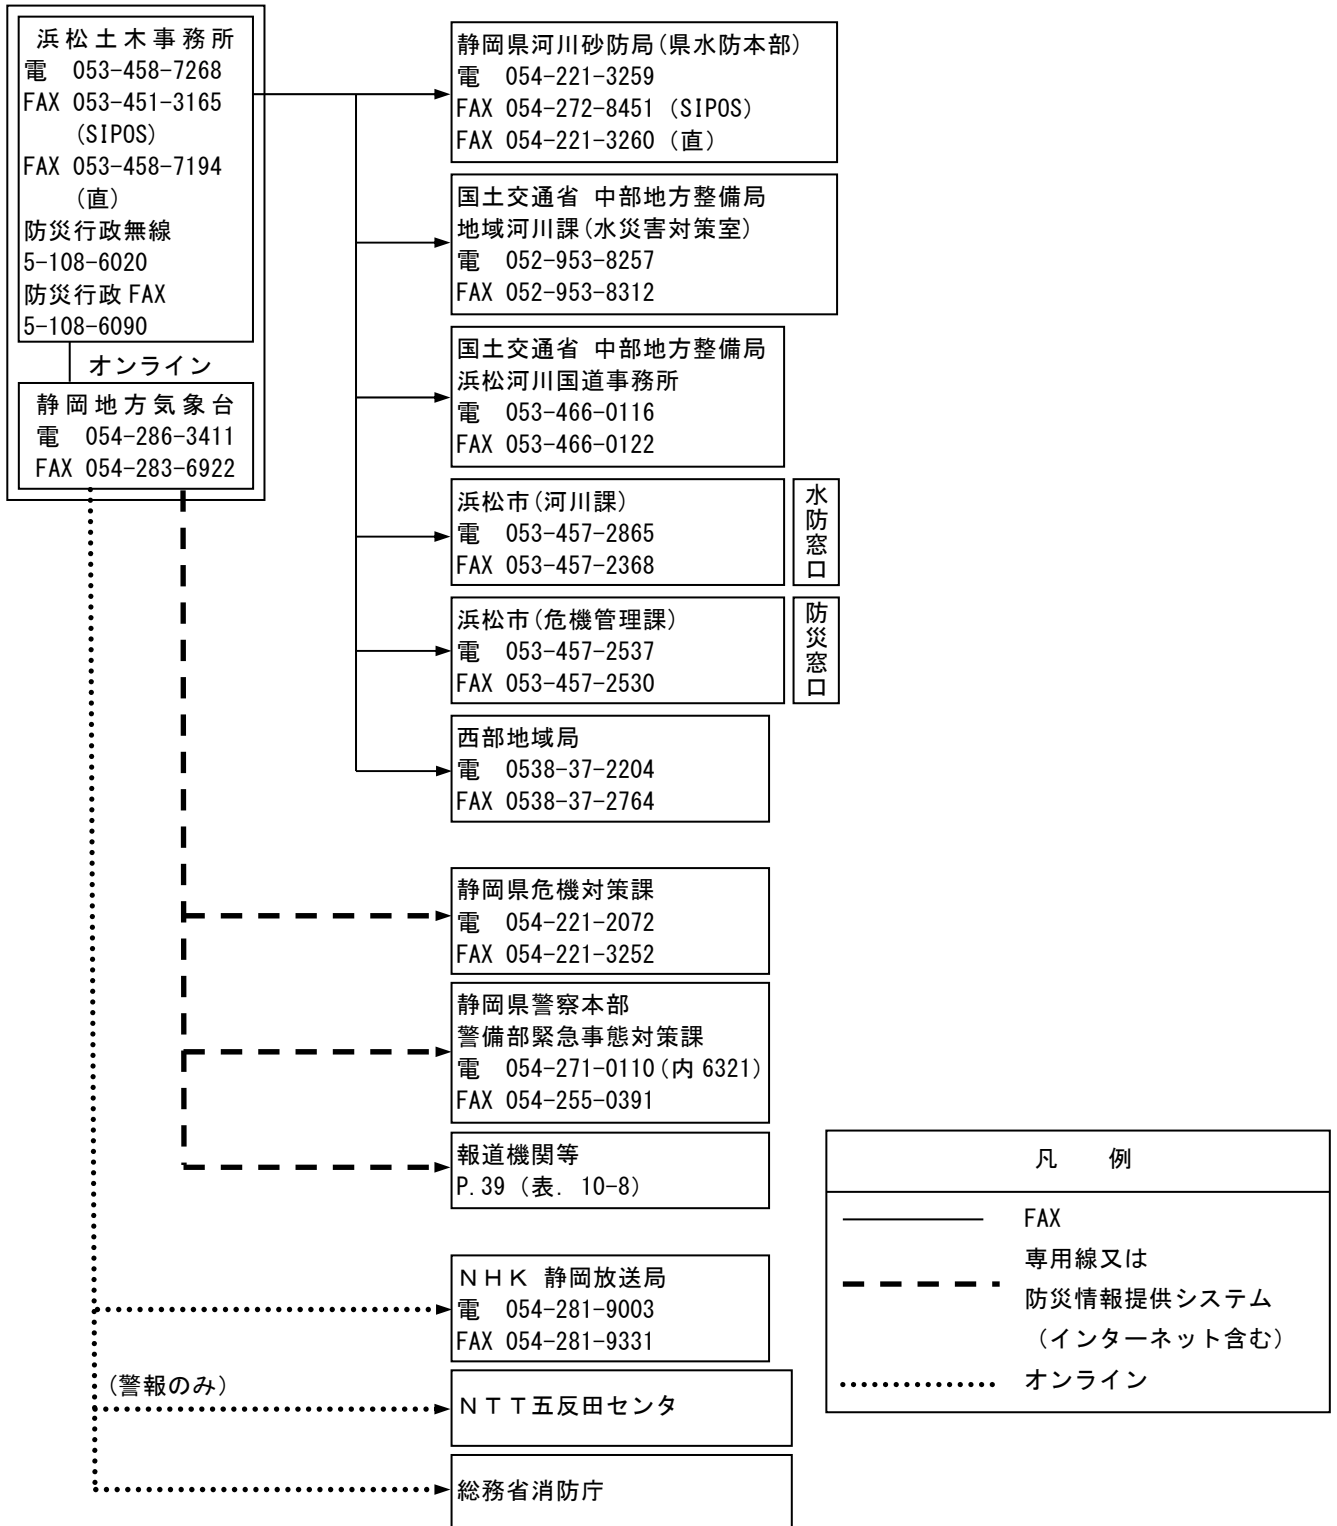 浜松土木事務所
電 053-458-7268
FAX 053-451-3165
(SIPOS)
FAX 053-458-7194
(直)
防災行政無線
5-108-6020
防災行政 FAX
5-108-6090
オンライン
静岡地方気象台
電 054-286-3411
FAX 054-283-6922
静岡県河川砂防局(県水防本部)
電 054-221-3259
FAX 054-272-8451 (SIPOS)
FAX 054-221-3260 (直)
国土交通省 中部地方整備局
地域河川課(水災害対策室)
電 052-953-8257
FAX 052-953-8312
国土交通省 中部地方整備局
浜松河川国道事務所
電 053-466-0116
FAX 053-466-0122
浜松市(河川課)
電 053-457-2865
FAX 053-457-2368
水防窓口
浜松市(危機管理課)
電 053-457-2537
FAX 053-457-2530
防災窓口
西部地域局
電 0538-37-2204
FAX 0538-37-2764
静岡県危機対策課
電 054-221-2072
FAX 054-221-3252
静岡県警察本部
警備部緊急事態対策課
電 054-271-0110(内 6321)
FAX 054-255-0391
報道機関等
P.39 (表. 10-8)
NHK 静岡放送局
電 054-281-9003
FAX 054-281-9331
(警報のみ)
NTT五反田センタ
総務省消防庁
凡 例
FAX
専用線又は
防災情報提供システム
(インターネット含む)
オンライン